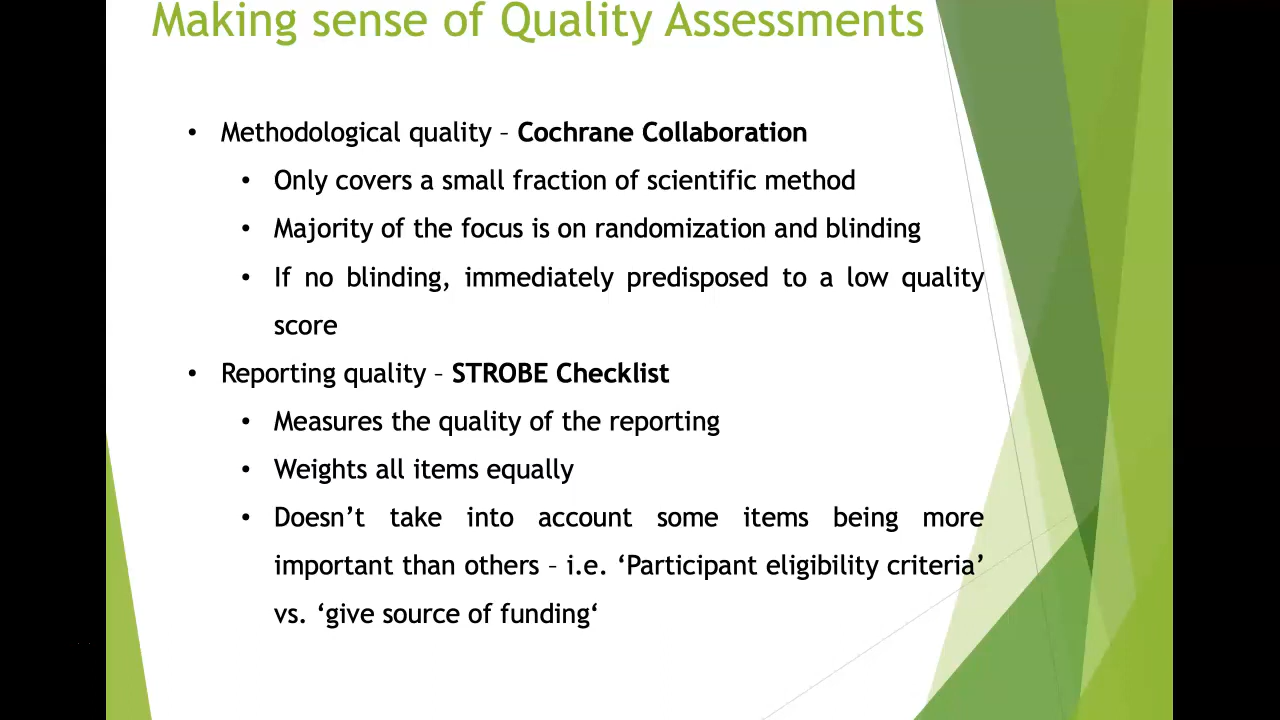 Making sense of Quality Assessments
• Methodological quality – Cochrane Collaboration
• Only covers a small fraction of scientific method
• Majority of the focus is on randomization and blinding
• If no blinding, immediately predisposed to a low quality
score
• Reporting quality – STROBE Checklist
• Measures the quality of the reporting
• Weights all items equally
• Doesn’t take into account some items being more
important than others – i.e. ‘Participant eligibility criteria’
vs. ‘give source of funding‘